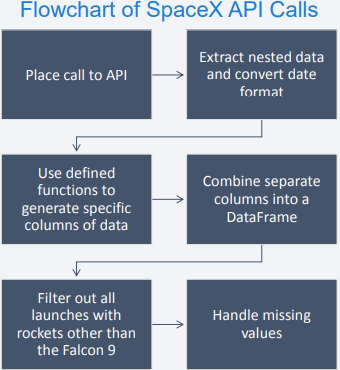 Flowchart of SpaceX API Calls
Place call to API
Extract nested data
and convert date
format
Use defined
functions to
generate specific
columns of data
Combine separate
columns into a
DataFrame
Filter out all
launches with
rockets other than
the Falcon 9
Handle missing
values